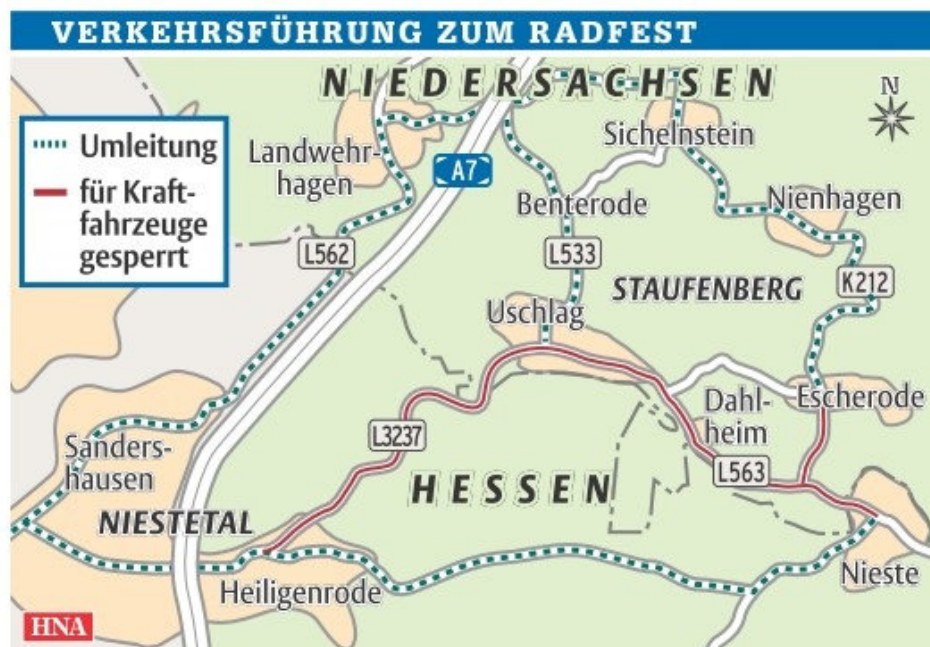 VERKEHRSFÜHRUNG ZUM RADFEST
NIEDERSACHSEN
N
Umleitung
für Kraft-
fahrzeuge
gesperrt
Landwehr-
hagen
A7
Sichelnstein
Benterode
Nienhagen
L562
L533
STAUFENBERG
K212
Uschlag
Dahl-
heim
Escherode
L3237
Sanders-
hausen
HESSEN
L563
NIESTETAL
Heiligenrode
Nieste
HNA